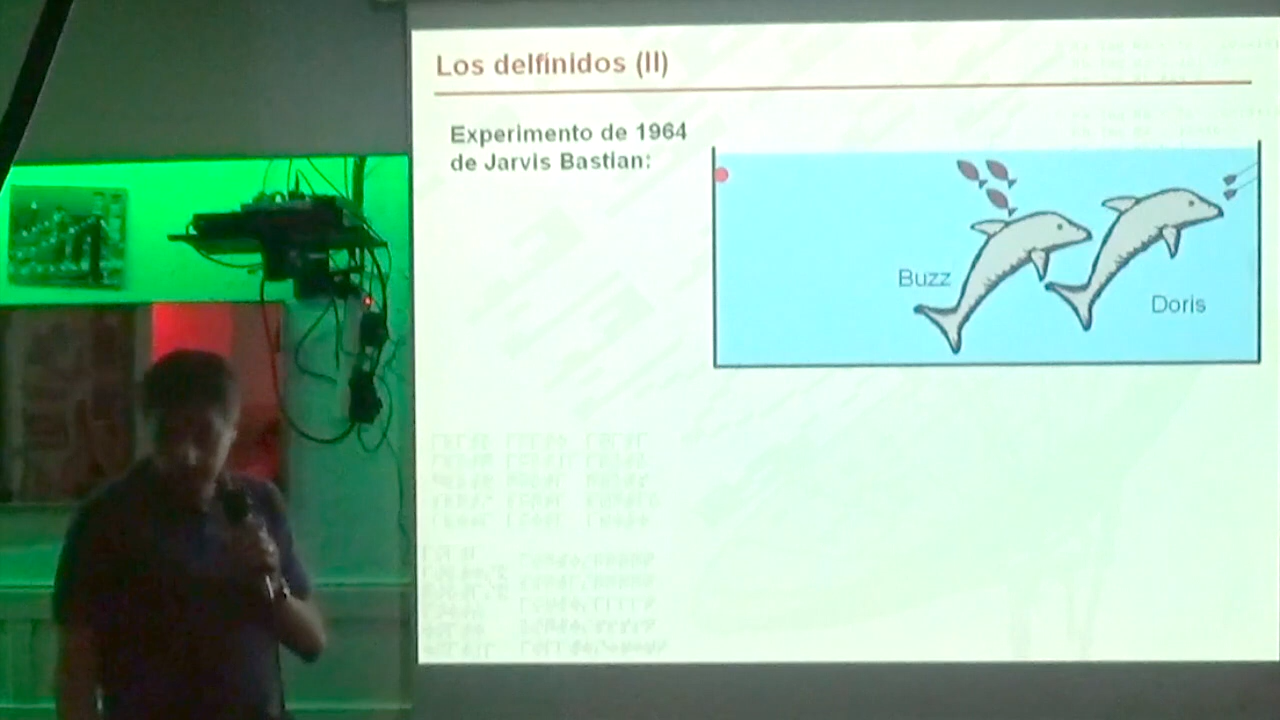 Los delfínidos (II)
Experimento de 1964
de Jarvis Bastian:
Buzz
Doris